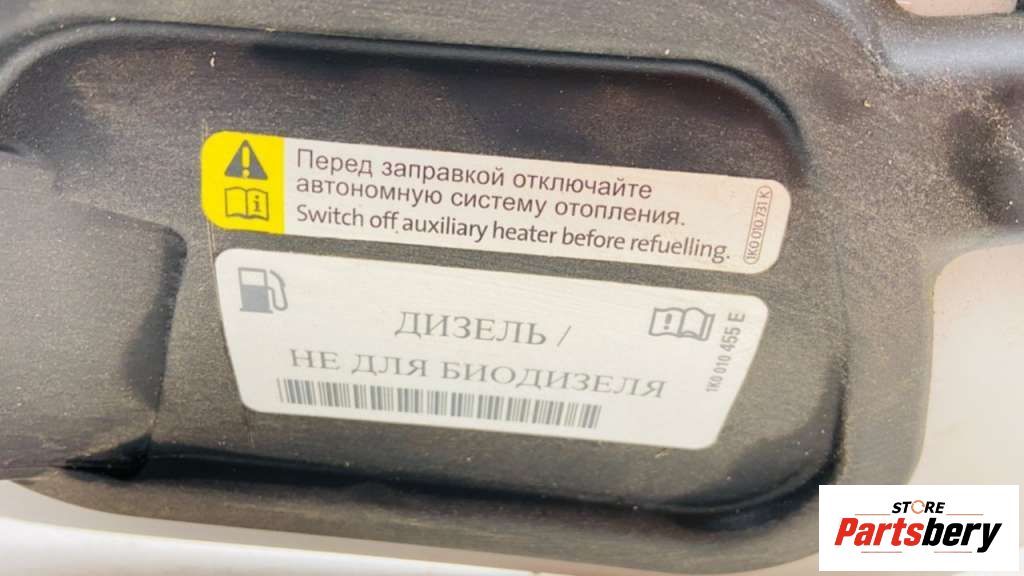 Перед заправкой отключайте
автономную систему отопления.
Switch off auxiliary heater before refuelling.
1K0 010 731 K
ДИЗЕЛЬ /
НЕ ДЛЯ БИОДИЗЕЛЯ
1K0 010 455 E
STORE
Partsbery